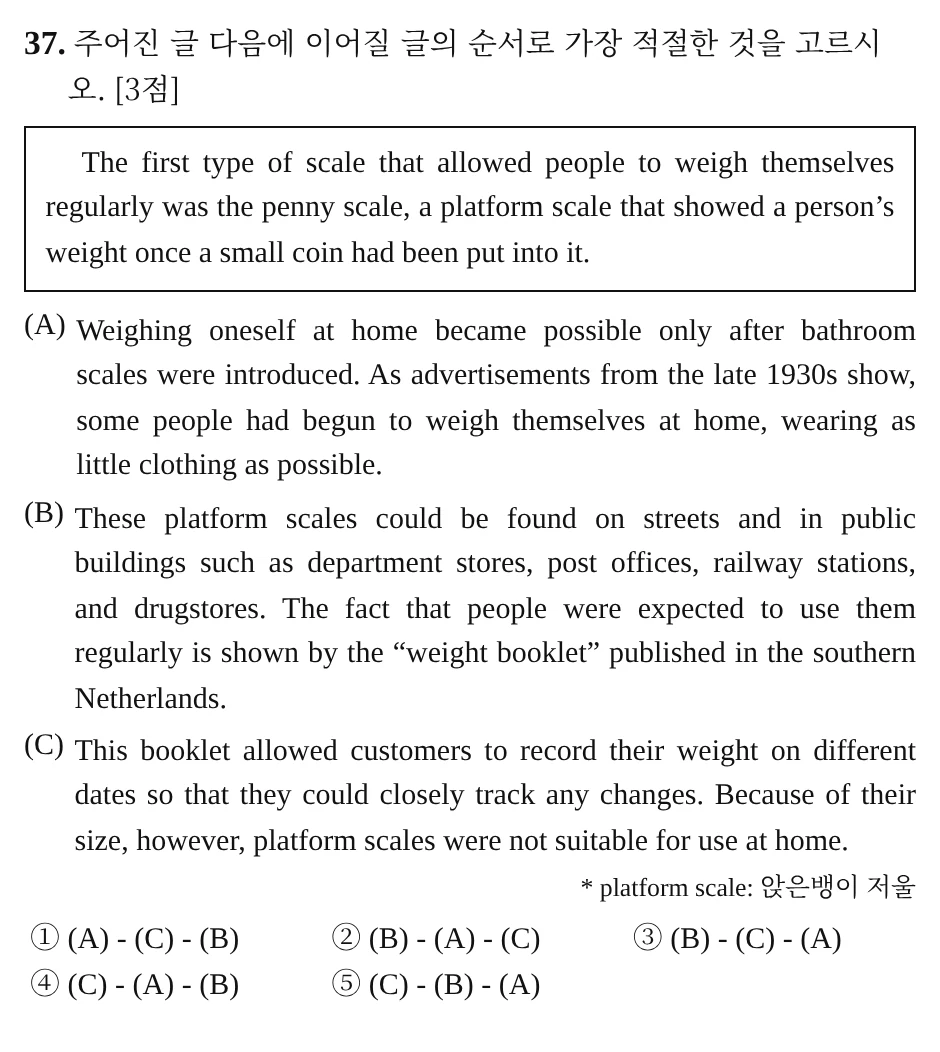 37. 주어진 글 다음에 이어질 글의 순서로 가장 적절한 것을 고르시
오. [3점]
The first type of scale that allowed people to weigh themselves
regularly was the penny scale, a platform scale that showed a person’s
weight once a small coin had been put into it.
(A) Weighing oneself at home became possible only after bathroom
scales were introduced. As advertisements from the late 1930s show,
some people had begun to weigh themselves at home, wearing as
little clothing as possible.
(B) These platform scales could be found on streets and in public
buildings such as department stores, post offices, railway stations,
and drugstores. The fact that people were expected to use them
regularly is shown by the “weight booklet” published in the southern
Netherlands.
(C) This booklet allowed customers to record their weight on different
dates so that they could closely track any changes. Because of their
size, however, platform scales were not suitable for use at home.
* platform scale: 앉은뱅이 저울
① (A) - (C) - (B) ② (B) - (A) - (C) ③ (B) - (C) - (A)
④ (C) - (A) - (B) ⑤ (C) - (B) - (A)